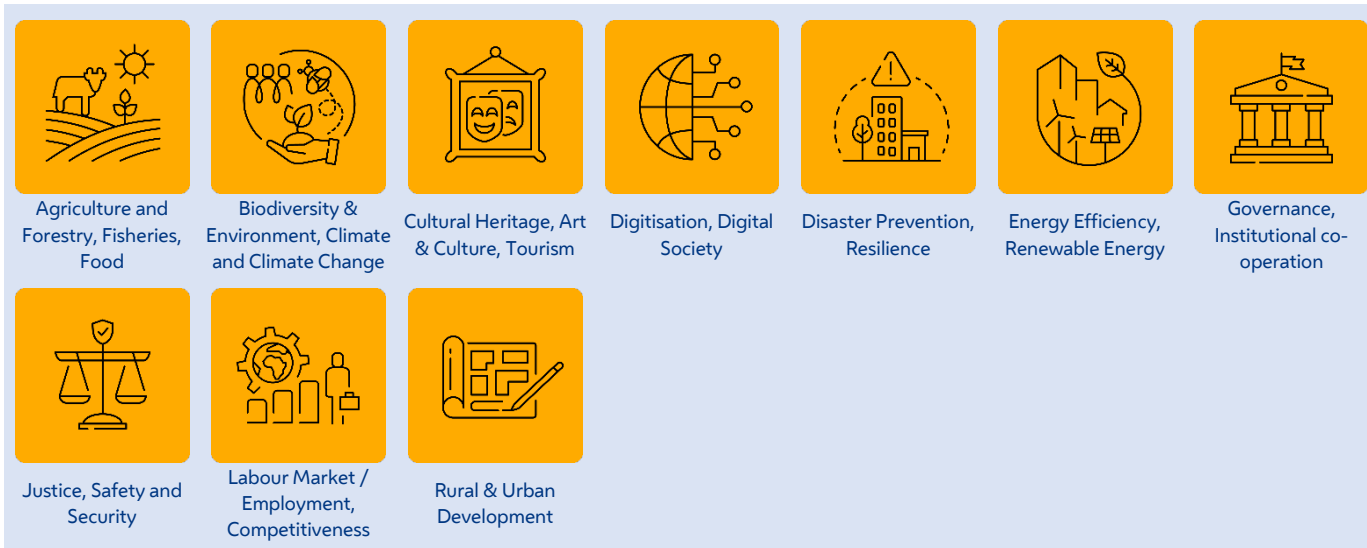 Agriculture and
Forestry, Fisheries,
Food
Biodiversity &
Environment, Climate
and Climate Change
Cultural Heritage, Art
& Culture, Tourism
Digitisation, Digital
Society
Disaster Prevention,
Resilience
Energy Efficiency,
Renewable Energy
Governance,
Institutional co-
operation
Justice, Safety and
Security
Labour Market /
Employment,
Competitiveness
Rural & Urban
Development